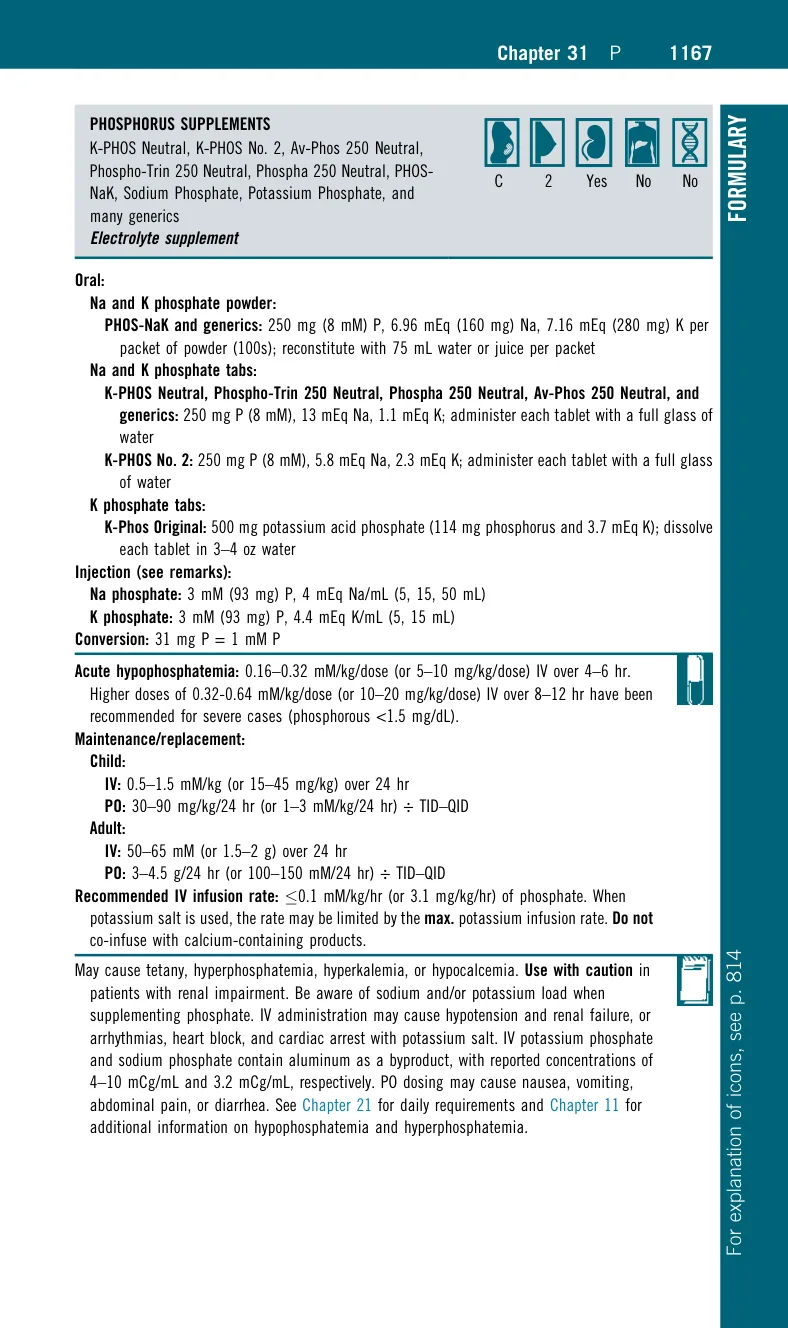 Chapter 31 P 1167
PHOSPHORUS SUPPLEMENTS
K-PHOS Neutral, K-PHOS No. 2, Av-Phos 250 Neutral,
Phospho-Trin 250 Neutral, Phospha 250 Neutral, PHOS-
NaK, Sodium Phosphate, Potassium Phosphate, and
many generics
Electrolyte supplement
C 2 Yes No No
FORMULARY
Oral:
Na and K phosphate powder:
PHOS-NaK and generics: 250 mg (8 mM) P, 6.96 mEq (160 mg) Na, 7.16 mEq (280 mg) K per
packet of powder (100s); reconstitute with 75 mL water or juice per packet
Na and K phosphate tabs:
K-PHOS Neutral, Phospho-Trin 250 Neutral, Phospha 250 Neutral, Av-Phos 250 Neutral, and
generics: 250 mg P (8 mM), 13 mEq Na, 1.1 mEq K; administer each tablet with a full glass of
water
K-PHOS No. 2: 250 mg P (8 mM), 5.8 mEq Na, 2.3 mEq K; administer each tablet with a full glass
of water
K phosphate tabs:
K-Phos Original: 500 mg potassium acid phosphate (114 mg phosphorus and 3.7 mEq K); dissolve
each tablet in 3–4 oz water
Injection (see remarks):
Na phosphate: 3 mM (93 mg) P, 4 mEq Na/mL (5, 15, 50 mL)
K phosphate: 3 mM (93 mg) P, 4.4 mEq K/mL (5, 15 mL)
Conversion: 31 mg P = 1 mM P
Acute hypophosphatemia: 0.16–0.32 mM/kg/dose (or 5–10 mg/kg/dose) IV over 4–6 hr.
Higher doses of 0.32-0.64 mM/kg/dose (or 10–20 mg/kg/dose) IV over 8–12 hr have been
recommended for severe cases (phosphorous <1.5 mg/dL).
Maintenance/replacement:
Child:
IV: 0.5–1.5 mM/kg (or 15–45 mg/kg) over 24 hr
PO: 30–90 mg/kg/24 hr (or 1–3 mM/kg/24 hr) ÷ TID–QID
Adult:
IV: 50–65 mM (or 1.5–2 g) over 24 hr
PO: 3–4.5 g/24 hr (or 100–150 mM/24 hr) ÷ TID–QID
Recommended IV infusion rate: ≤0.1 mM/kg/hr (or 3.1 mg/kg/hr) of phosphate. When
potassium salt is used, the rate may be limited by the max. potassium infusion rate. Do not
co-infuse with calcium-containing products.
May cause tetany, hyperphosphatemia, hyperkalemia, or hypocalcemia. Use with caution in
patients with renal impairment. Be aware of sodium and/or potassium load when
supplementing phosphate. IV administration may cause hypotension and renal failure, or
arrhythmias, heart block, and cardiac arrest with potassium salt. IV potassium phosphate
and sodium phosphate contain aluminum as a byproduct, with reported concentrations of
4–10 mCg/mL and 3.2 mCg/mL, respectively. PO dosing may cause nausea, vomiting,
abdominal pain, or diarrhea. See Chapter 21 for daily requirements and Chapter 11 for
additional information on hypophosphatemia and hyperphosphatemia.
For explanation of icons, see p. 814